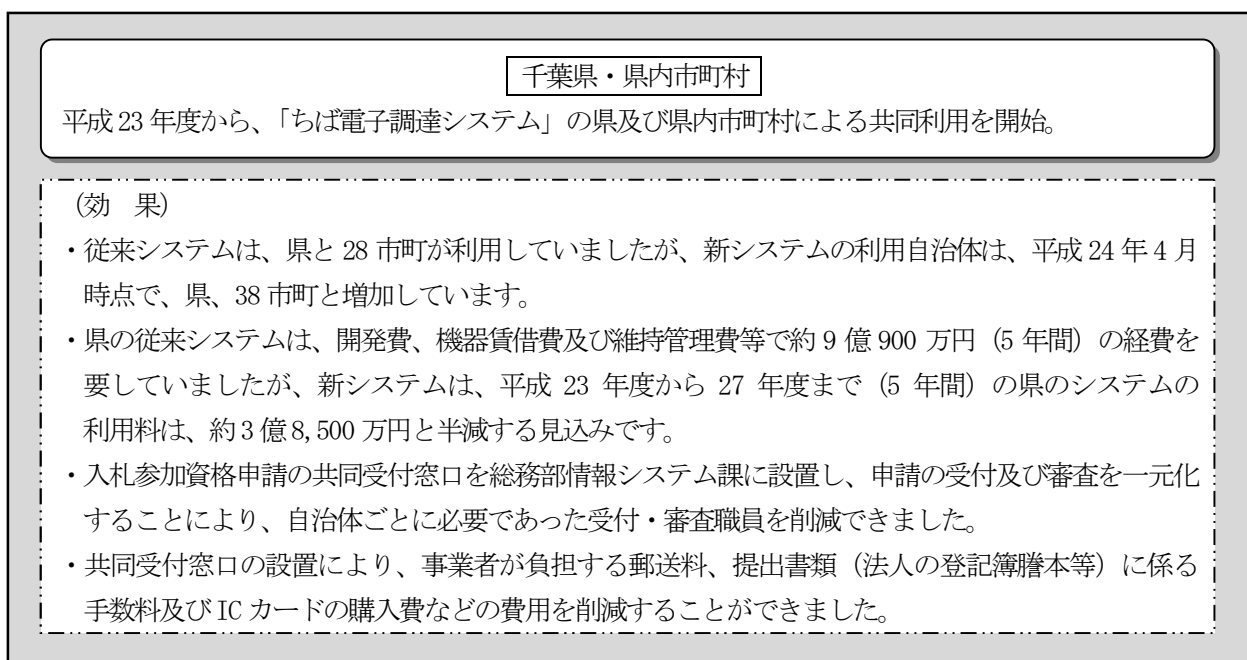 千葉県・県内市町村
平成23年度から、「ちば電子調達システム」の県及び県内市町村による共同利用を開始。
(効　果)
・従来システムは、県と28市町が利用していましたが、新システムの利用自治体は、平成24年4月
時点で、県、38市町と増加しています。
・県の従来システムは、開発費、機器賃借費及び維持管理費等で約9億900万円（5年間）の経費を
要していましたが、新システムは、平成23年度から27年度まで（5年間）の県のシステムの
利用料は、約3億8,500万円と半減する見込みです。
・入札参加資格申請の共同受付窓口を総務部情報システム課に設置し、申請の受付及び審査を一元化
することにより、自治体ごとに必要であった受付・審査職員を削減できました。
・共同受付窓口の設置により、事業者が負担する郵送料、提出書類（法人の登記簿謄本等）に係る
手数料及びICカードの購入費などの費用を削減することができました。